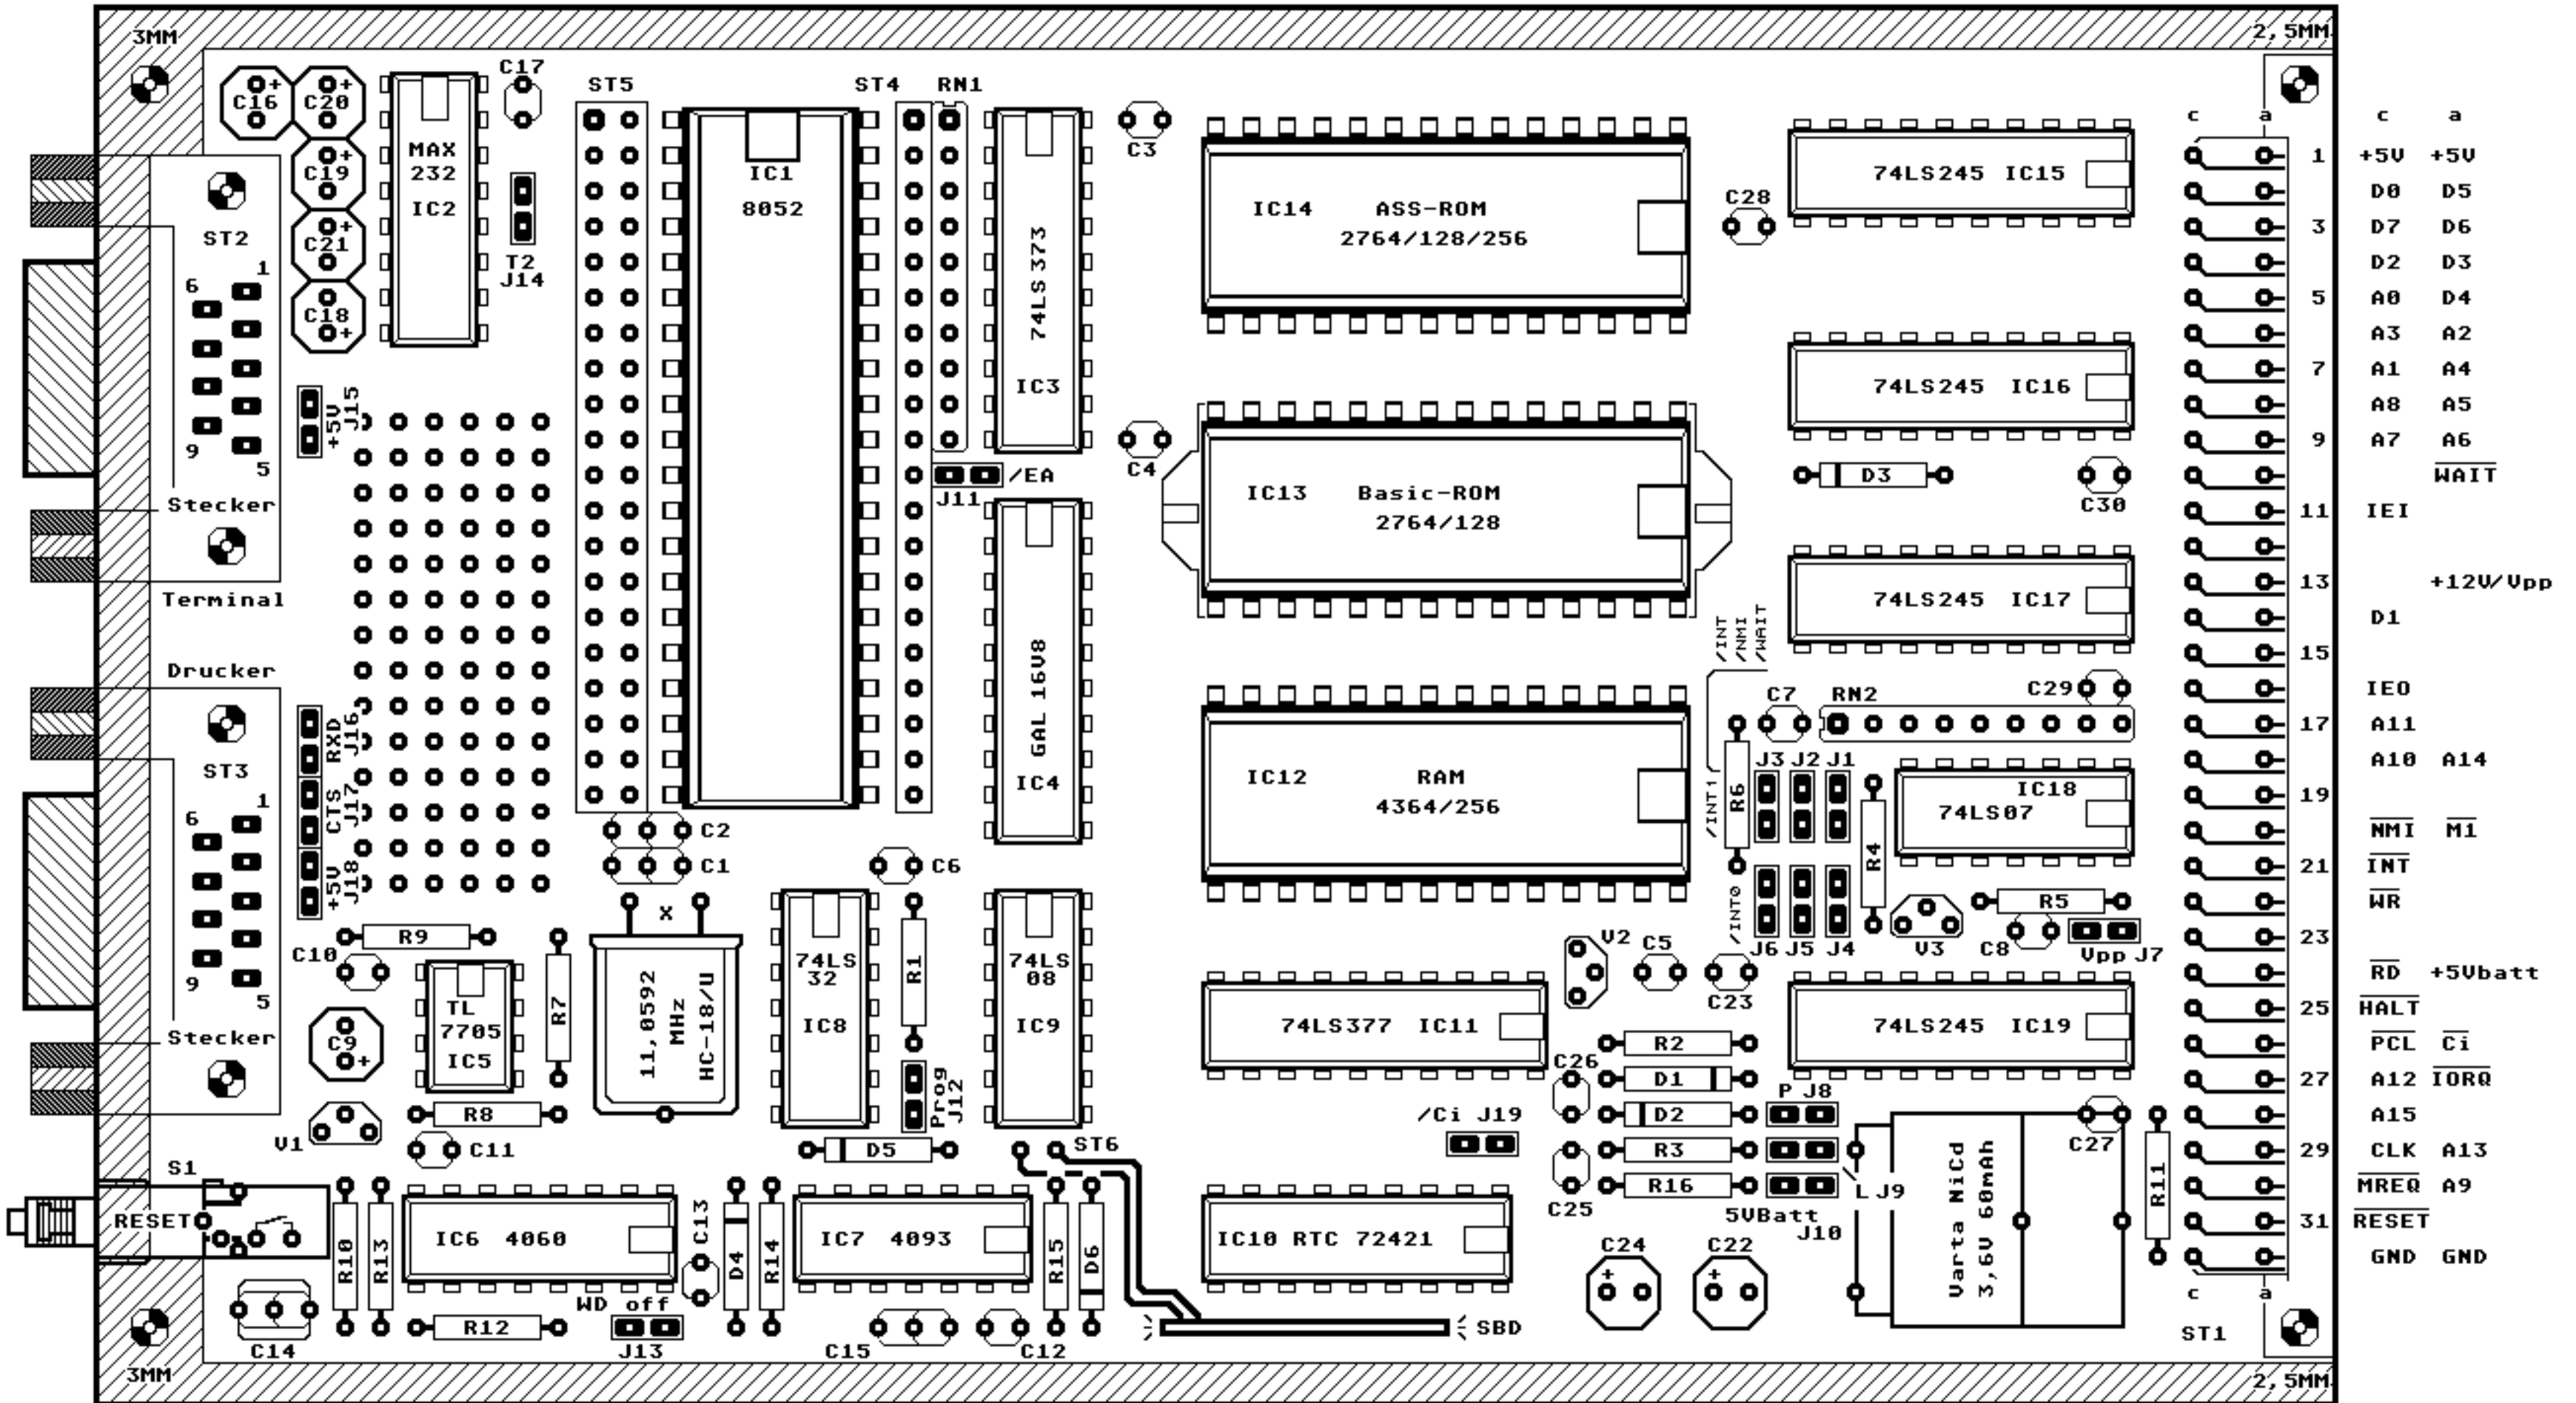 3MM
2,5MM
C16
C20
C17
ST5
ST4
RN1
+
+
+
+
+
c a
c a
MAX
232
IC2
C19
C21
C18
T2
J14
IC1
8052
74LS373
IC3
C3
C4
IC14 ASS-ROM
2764/128/256
C28
74LS245 IC15
ST2
1
6
9
5
Stecker
Terminal
+5V
J15
/EA
J11
IC13 Basic-ROM
2764/128
74LS245 IC16
D3
C30
74LS245 IC17
GAL 16V8
IC4
/INT
/NMI
/WAIT
C7
RN2
C29
Drucker
ST3
1
6
9
5
Stecker
RXD
J16
CTS
J17
+5V
J18
IC12 RAM
4364/256
/INT1
R6
J3 J2 J1
R4
IC18
74LS07
/INT0
J6 J5 J4
V3
R5
C8
Vpp J7
C2
C1
C6
X
11,0592
MHz
HC-18/U
C10
R9
TL
7705
IC5
R7
C9
+
R8
V1
C11
74LS
32
IC8
R1
Prog
J12
74LS
08
IC9
D5
ST6
V2
C5
C23
74LS377 IC11
74LS245 IC19
R2
C26
D1
D2
P J8
/Ci J19
R3
C25
R16
L J9
5VBatt
J10
Varta NiCd
3,6V 60mAh
C27
R11
S1
RESET
R10
R13
IC6 4060
C13
D4
R14
IC7 4093
R15
D6
IC10 RTC 72421
C24
+
C22
+
C14
R12
WD off
J13
C15
C12
SBD
1 +5V +5V
D0 D5
3 D7 D6
D2 D3
5 A0 D4
A3 A2
7 A1 A4
A8 A5
9 A7 A6
WAIT
11 IEI
13 +12V/Vpp
D1
15
IEO
17 A11
A10 A14
19
NMI M1
21 INT
WR
23
RD +5Vbatt
25 HALT
PCL Ci
27 A12 IORQ
A15
29 CLK A13
MREQ A9
31 RESET
GND GND
c a
ST1
3MM
2,5MM